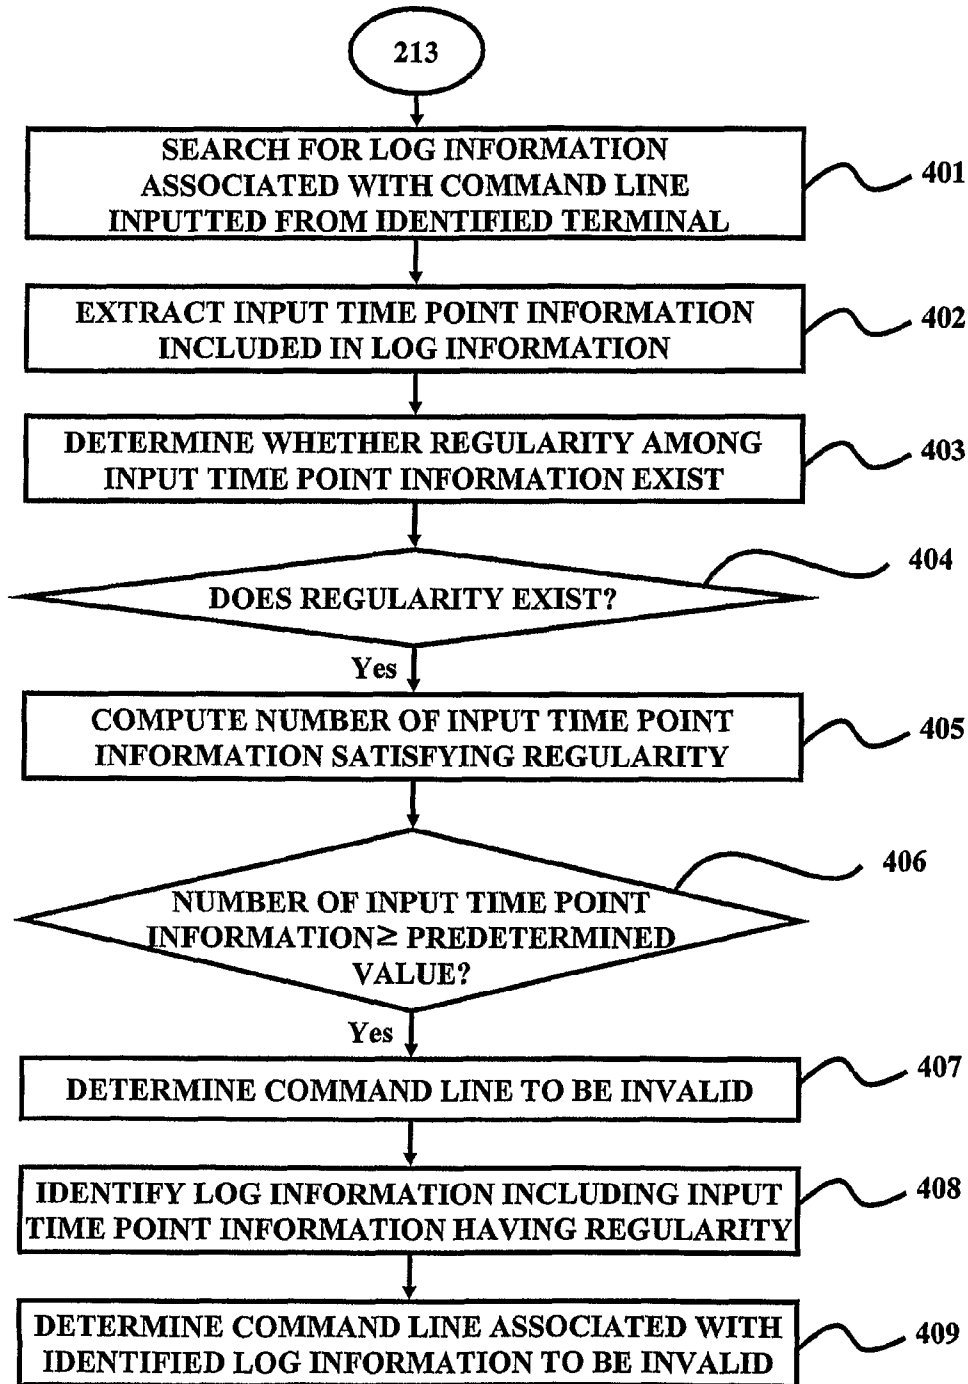 213
SEARCH FOR LOG INFORMATION
ASSOCIATED WITH COMMAND LINE
INPUTTED FROM IDENTIFIED TERMINAL
401
EXTRACT INPUT TIME POINT INFORMATION
INCLUDED IN LOG INFORMATION
402
DETERMINE WHETHER REGULARITY AMONG
INPUT TIME POINT INFORMATION EXIST
403
DOES REGULARITY EXIST?
404
Yes
COMPUTE NUMBER OF INPUT TIME POINT
INFORMATION SATISFYING REGULARITY
405
NUMBER OF INPUT TIME POINT
INFORMATION≥ PREDETERMINED
VALUE?
406
Yes
DETERMINE COMMAND LINE TO BE INVALID
407
IDENTIFY LOG INFORMATION INCLUDING INPUT
TIME POINT INFORMATION HAVING REGULARITY
408
DETERMINE COMMAND LINE ASSOCIATED WITH
IDENTIFIED LOG INFORMATION TO BE INVALID
409